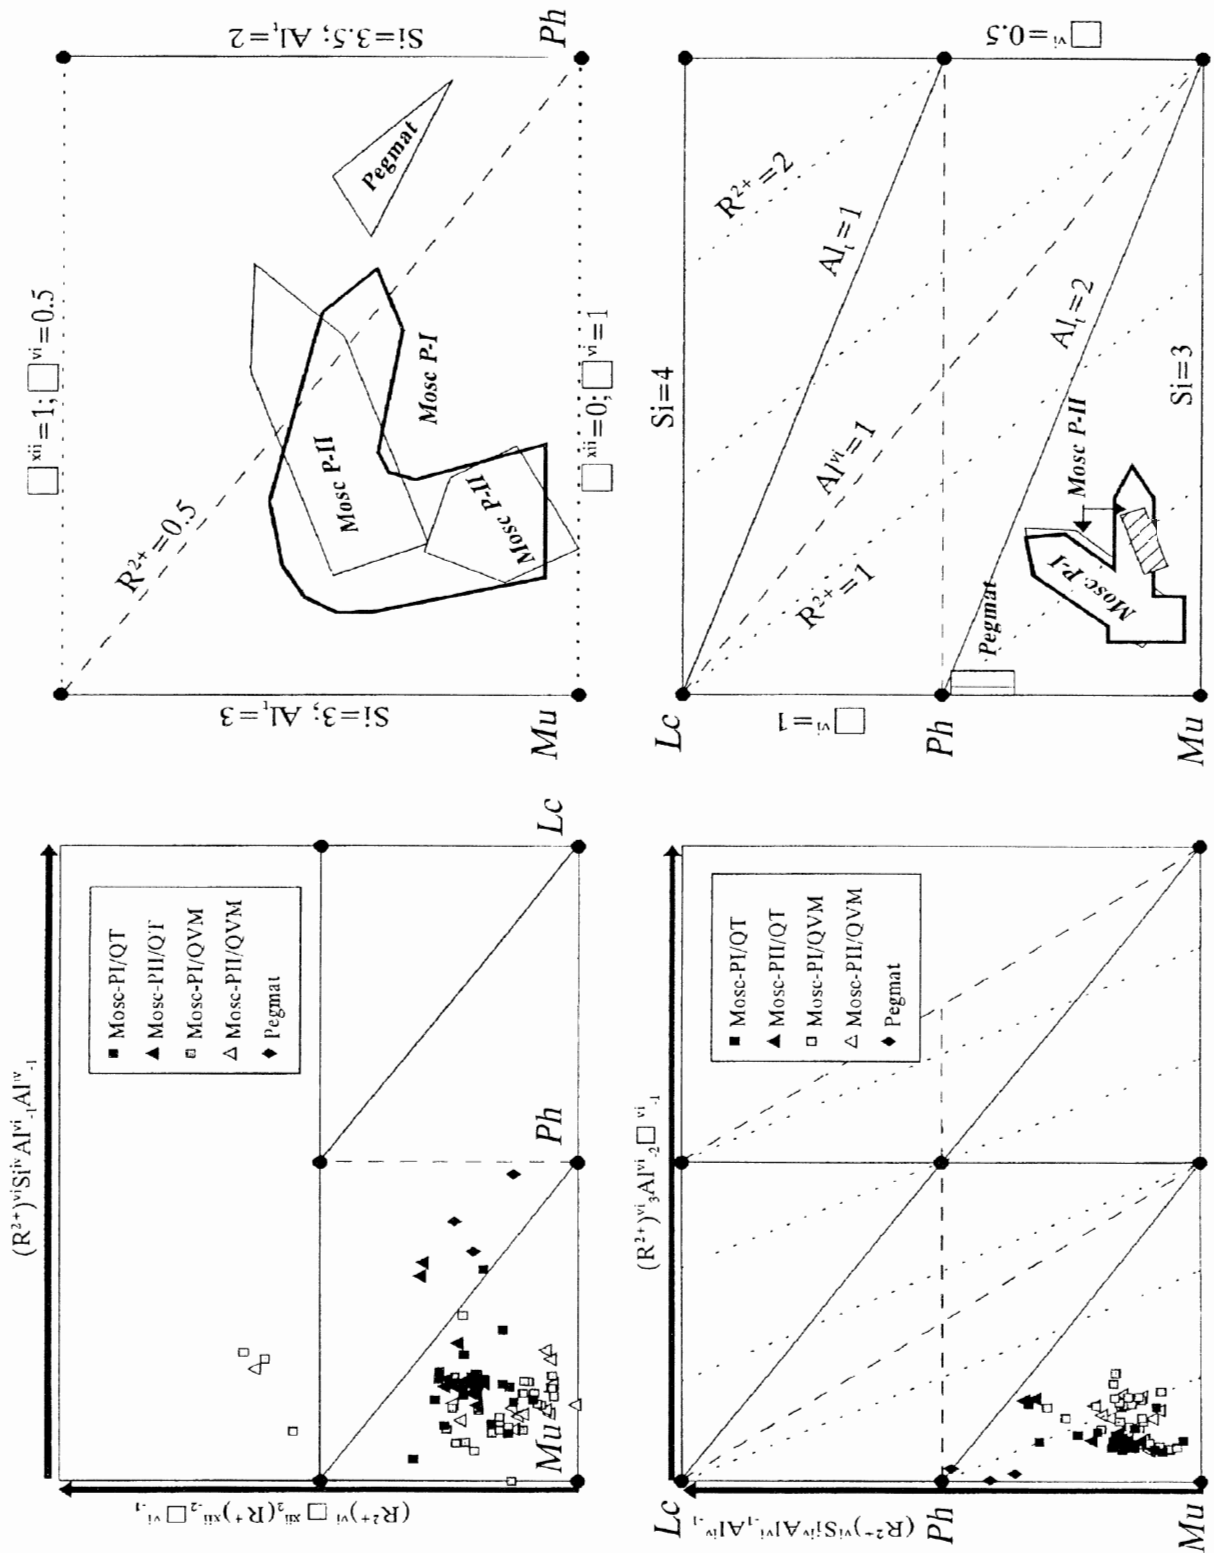 (R²⁺)ᵛⁱSiⁱᵛAlᵛⁱ₋₁Alⁱᵛ₋₁
(R²⁺)ᵛⁱ□ˣⁱⁱ₂(R⁺)ˣⁱⁱ₋₂□ᵛⁱ₋₁
■ Mosc-PI/QT
▲ Mosc-PII/QT
□ Mosc-PI/QVM
△ Mosc-PII/QVM
♦ Pegmat
Mu
Ph
Lc
□ˣⁱⁱ=1; □ᵛⁱ=0.5
Si=3; Alₜ=3
Si=3.5; Alₜ=2
R²⁺=0.5
Mosc P-II
Mosc P-II
Mosc P-I
Pegmat
Mu
Ph
□ˣⁱⁱ=0; □ᵛⁱ=1
(R²⁺)ᵛⁱ₃Alᵛⁱ₋₂□ᵛⁱ₋₁
(R²⁺)ᵛⁱSiⁱᵛAlᵛⁱ₋₁Alⁱᵛ₋₁
■ Mosc-PI/QT
▲ Mosc-PII/QT
□ Mosc-PI/QVM
△ Mosc-PII/QVM
♦ Pegmat
Lc
Ph
Mu
Si=4
Lc
R²⁺=2
Alₜ=1
Alᵛⁱ=1
R²⁺=1
□ᵛⁱ=1
□ᵛⁱ=0.5
Ph
Pegmat
Alₜ=2
Mosc P-II
Mosc P-I
Mu
Si=3